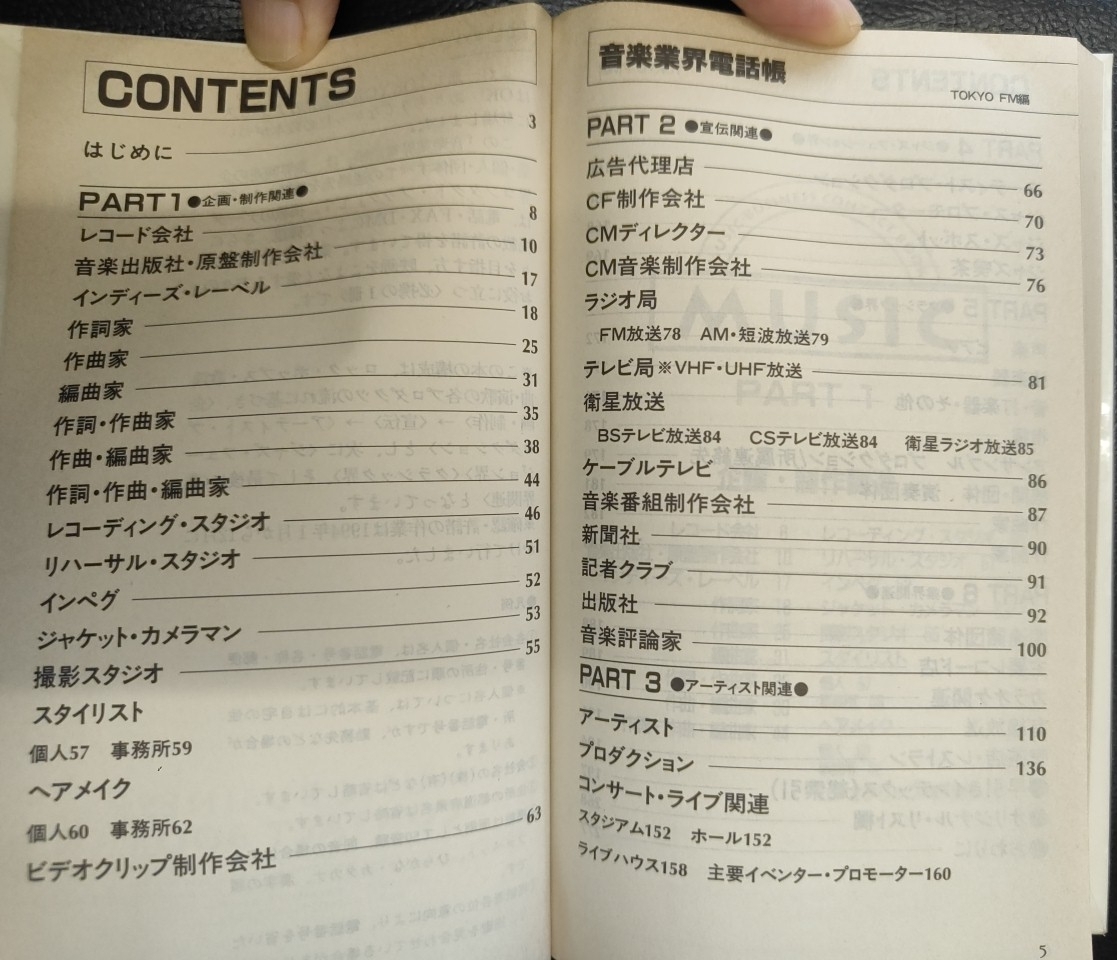 CONTENTS
はじめに 3
PART1 ●企画・制作関連●
レコード会社 8
音楽出版社・原盤制作会社 10
インディーズ・レーベル 17
作詞家 18
作曲家 25
編曲家 31
作詞・作曲家 35
作曲・編曲家 38
作詞・作曲・編曲家 44
レコーディング・スタジオ 46
リハーサル・スタジオ 51
インペグ 52
ジャケット・カメラマン 53
撮影スタジオ 55
スタイリスト
個人57 事務所59
ヘアメイク
個人60 事務所62
ビデオクリップ制作会社 63
音楽業界電話帳
TOKYO FM編
PART 2 ●宣伝関連●
広告代理店 66
CF制作会社 70
CMディレクター 73
CM音楽制作会社 76
ラジオ局
FM放送78 AM・短波放送79
テレビ局※VHF・UHF放送 81
衛星放送
BSテレビ放送84 CSテレビ放送84 衛星ラジオ放送85
ケーブルテレビ 86
音楽番組制作会社 87
新聞社 90
記者クラブ 91
出版社 92
音楽評論家 100
PART 3 ●アーティスト関連●
アーティスト 110
プロダクション 136
コンサート・ライブ関連
スタジアム152 ホール152
ライブハウス158 主要イベンター・プロモーター160
5